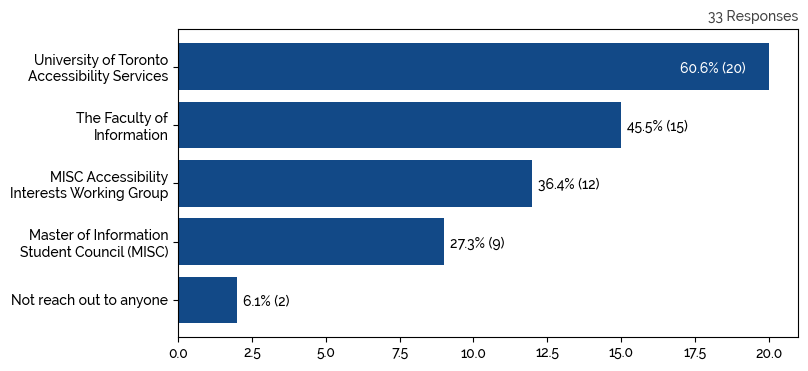 33 Responses
University of Toronto
Accessibility Services
60.6% (20)
The Faculty of
Information
45.5% (15)
MISC Accessibility
Interests Working Group
36.4% (12)
Master of Information
Student Council (MISC)
27.3% (9)
Not reach out to anyone
6.1% (2)
0.0 2.5 5.0 7.5 10.0 12.5 15.0 17.5 20.0